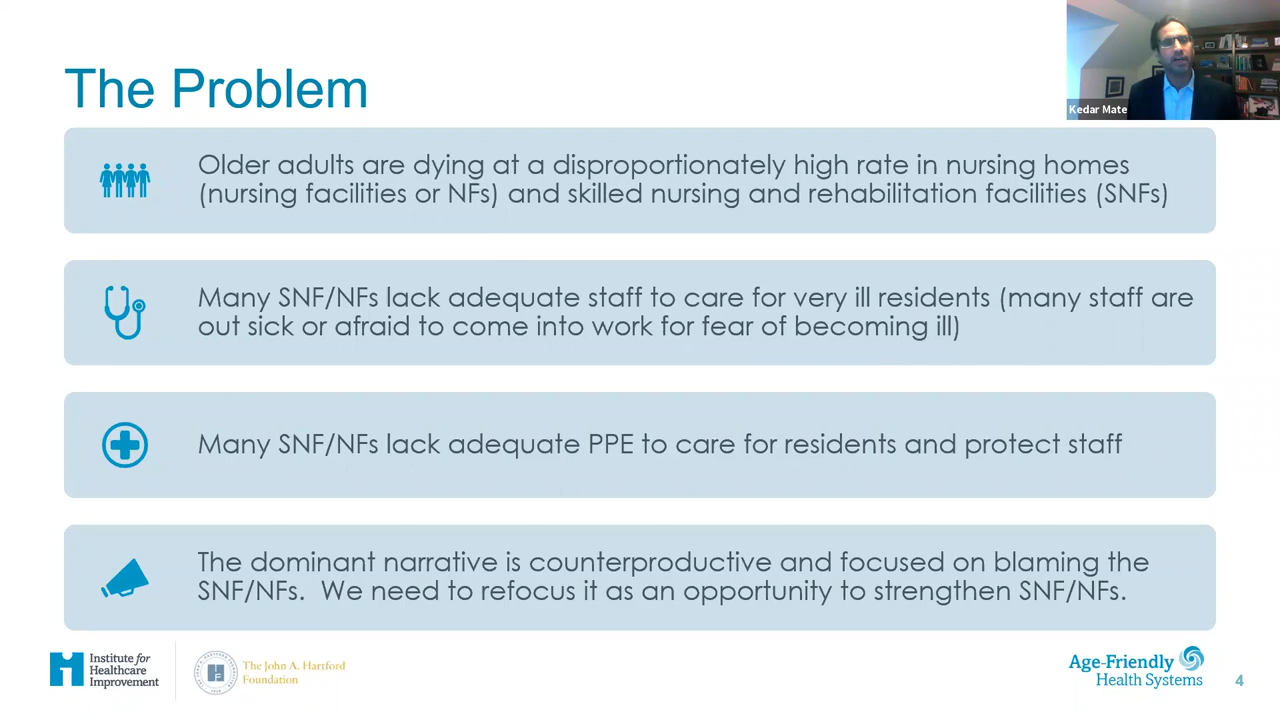 The Problem
Kedar Mate
Older adults are dying at a disproportionately high rate in nursing homes
(nursing facilities or NFs) and skilled nursing and rehabilitation facilities (SNFs)
Many SNF/NFs lack adequate staff to care for very ill residents (many staff are
out sick or afraid to come into work for fear of becoming ill)
Many SNF/NFs lack adequate PPE to care for residents and protect staff
The dominant narrative is counterproductive and focused on blaming the
SNF/NFs.  We need to refocus it as an opportunity to strengthen SNF/NFs.
Institute for
Healthcare
Improvement
The John A. Hartford
Foundation
Age-Friendly
Health Systems
4